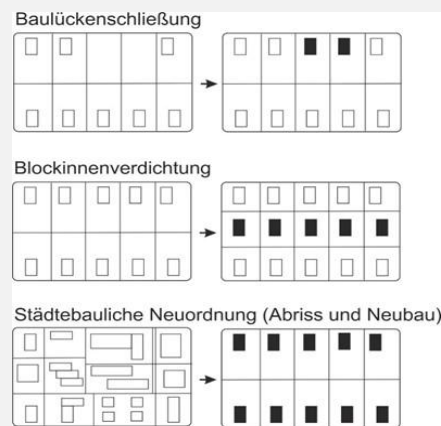 Baulückenschließung
Blockinnenverdichtung
Städtebauliche Neuordnung (Abriss und Neubau)